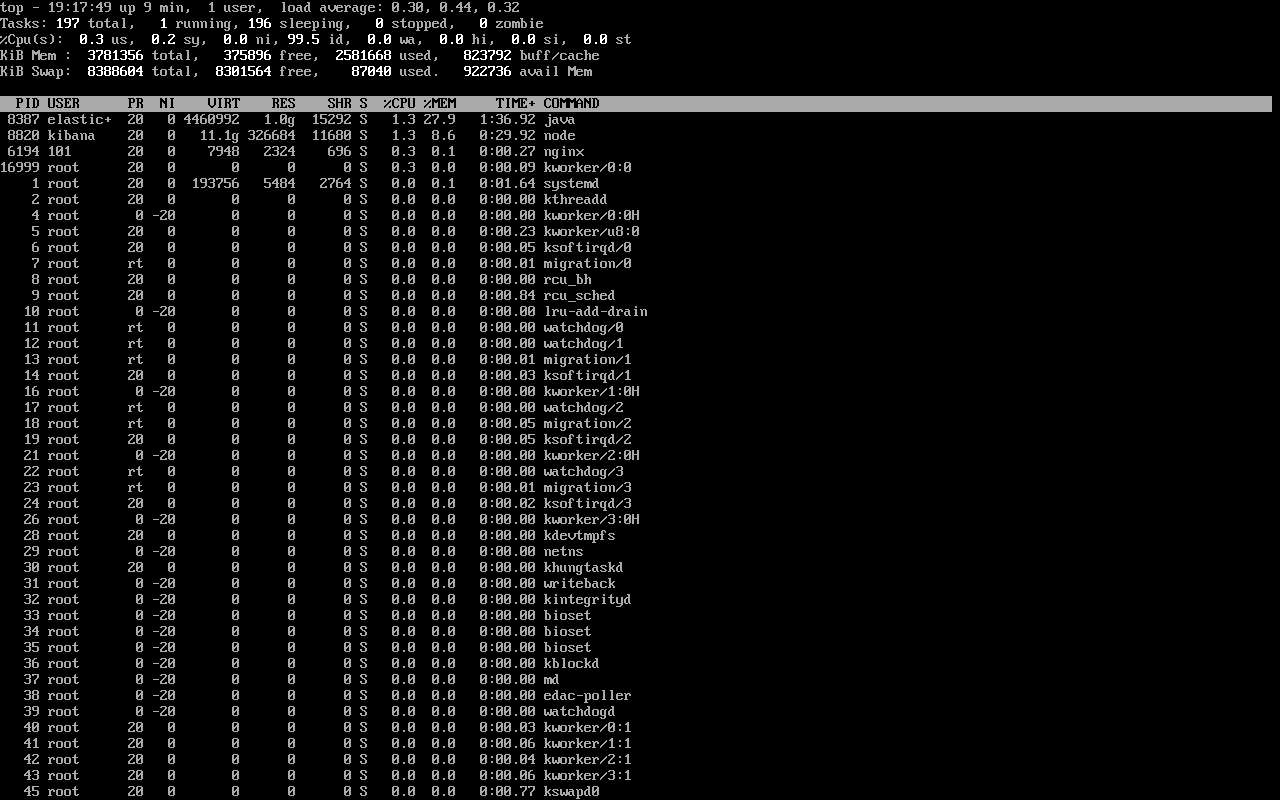 top - 19:17:49 up 9 min,  1 user,  load average: 0.30, 0.44, 0.32
Tasks: 197 total,   1 running, 196 sleeping,   0 stopped,   0 zombie
%Cpu(s):  0.3 us,  0.2 sy,  0.0 ni, 99.5 id,  0.0 wa,  0.0 hi,  0.0 si,  0.0 st
KiB Mem :  3781356 total,   375896 free,  2581668 used,   823792 buff/cache
KiB Swap:  8388604 total,  8301564 free,    87040 used.   922736 avail Mem
  PID USER      PR  NI    VIRT    RES    SHR S  %CPU %MEM     TIME+ COMMAND
 8387 elastic+  20   0 4460992   1.0g  15292 S   1.3 27.9   1:36.92 java
 8820 kibana    20   0   11.1g 326684  11680 S   1.3  8.6   0:29.92 node
 6194 101       20   0    7948   2324    696 S   0.3  0.1   0:00.27 nginx
16999 root      20   0       0      0      0 S   0.3  0.0   0:00.09 kworker/0:0
    1 root      20   0  193756   5484   2764 S   0.0  0.1   0:01.64 systemd
    2 root      20   0       0      0      0 S   0.0  0.0   0:00.00 kthreadd
    4 root       0 -20       0      0      0 S   0.0  0.0   0:00.00 kworker/0:0H
    5 root      20   0       0      0      0 S   0.0  0.0   0:00.23 kworker/u8:0
    6 root      20   0       0      0      0 S   0.0  0.0   0:00.05 ksoftirqd/0
    7 root      rt   0       0      0      0 S   0.0  0.0   0:00.01 migration/0
    8 root      20   0       0      0      0 S   0.0  0.0   0:00.00 rcu_bh
    9 root      20   0       0      0      0 S   0.0  0.0   0:00.84 rcu_sched
   10 root       0 -20       0      0      0 S   0.0  0.0   0:00.00 lru-add-drain
   11 root      rt   0       0      0      0 S   0.0  0.0   0:00.00 watchdog/0
   12 root      rt   0       0      0      0 S   0.0  0.0   0:00.00 watchdog/1
   13 root      rt   0       0      0      0 S   0.0  0.0   0:00.01 migration/1
   14 root      20   0       0      0      0 S   0.0  0.0   0:00.03 ksoftirqd/1
   16 root       0 -20       0      0      0 S   0.0  0.0   0:00.00 kworker/1:0H
   17 root      rt   0       0      0      0 S   0.0  0.0   0:00.00 watchdog/2
   18 root      rt   0       0      0      0 S   0.0  0.0   0:00.05 migration/2
   19 root      20   0       0      0      0 S   0.0  0.0   0:00.05 ksoftirqd/2
   21 root       0 -20       0      0      0 S   0.0  0.0   0:00.00 kworker/2:0H
   22 root      rt   0       0      0      0 S   0.0  0.0   0:00.00 watchdog/3
   23 root      rt   0       0      0      0 S   0.0  0.0   0:00.01 migration/3
   24 root      20   0       0      0      0 S   0.0  0.0   0:00.02 ksoftirqd/3
   26 root       0 -20       0      0      0 S   0.0  0.0   0:00.00 kworker/3:0H
   28 root      20   0       0      0      0 S   0.0  0.0   0:00.00 kdevtmpfs
   29 root       0 -20       0      0      0 S   0.0  0.0   0:00.00 netns
   30 root      20   0       0      0      0 S   0.0  0.0   0:00.00 khungtaskd
   31 root       0 -20       0      0      0 S   0.0  0.0   0:00.00 writeback
   32 root       0 -20       0      0      0 S   0.0  0.0   0:00.00 kintegrityd
   33 root       0 -20       0      0      0 S   0.0  0.0   0:00.00 bioset
   34 root       0 -20       0      0      0 S   0.0  0.0   0:00.00 bioset
   35 root       0 -20       0      0      0 S   0.0  0.0   0:00.00 bioset
   36 root       0 -20       0      0      0 S   0.0  0.0   0:00.00 kblockd
   37 root       0 -20       0      0      0 S   0.0  0.0   0:00.00 md
   38 root       0 -20       0      0      0 S   0.0  0.0   0:00.00 edac-poller
   39 root       0 -20       0      0      0 S   0.0  0.0   0:00.00 watchdogd
   40 root      20   0       0      0      0 S   0.0  0.0   0:00.03 kworker/0:1
   41 root      20   0       0      0      0 S   0.0  0.0   0:00.06 kworker/1:1
   42 root      20   0       0      0      0 S   0.0  0.0   0:00.04 kworker/2:1
   43 root      20   0       0      0      0 S   0.0  0.0   0:00.06 kworker/3:1
   45 root      20   0       0      0      0 S   0.0  0.0   0:00.77 kswapd0